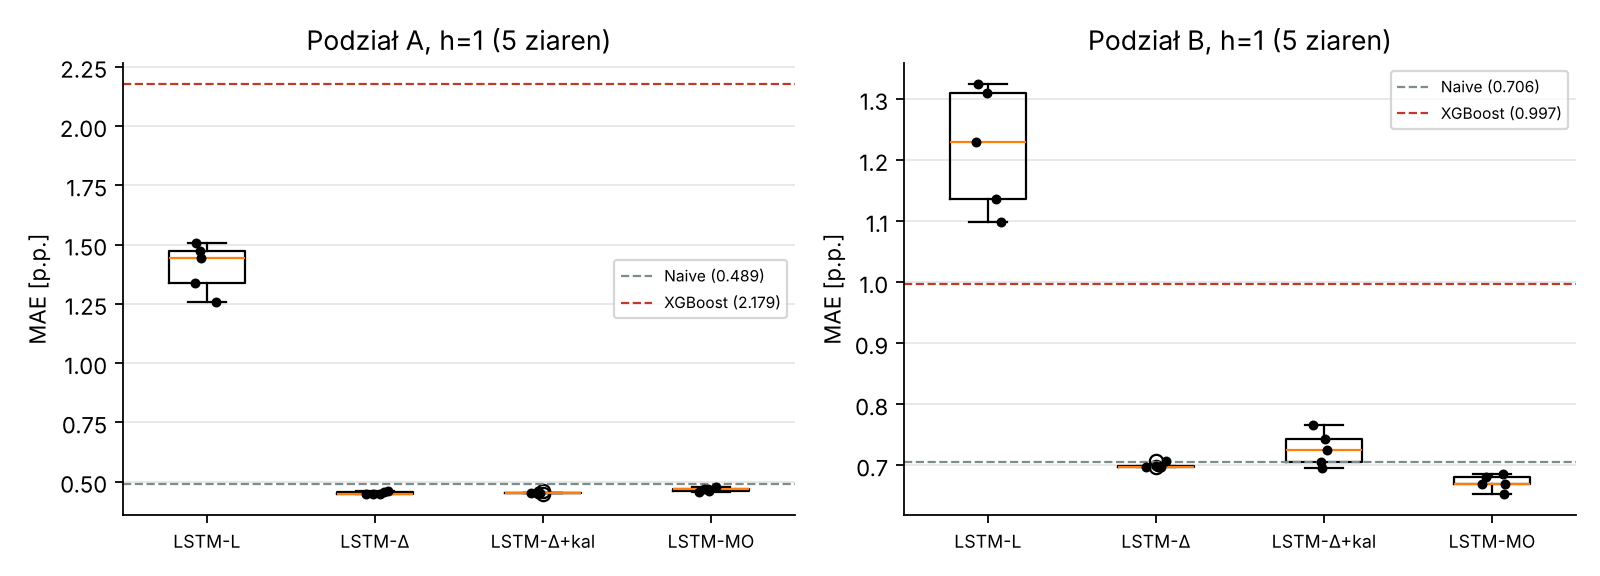 Podział A, h=1 (5 ziaren)
MAE [p.p.]
2.25
2.00
1.75
1.50
1.25
1.00
0.75
0.50
Naive (0.489)
XGBoost (2.179)
LSTM-L
LSTM-Δ
LSTM-Δ+kal
LSTM-MO
Podział B, h=1 (5 ziaren)
MAE [p.p.]
1.3
1.2
1.1
1.0
0.9
0.8
0.7
Naive (0.706)
XGBoost (0.997)
LSTM-L
LSTM-Δ
LSTM-Δ+kal
LSTM-MO